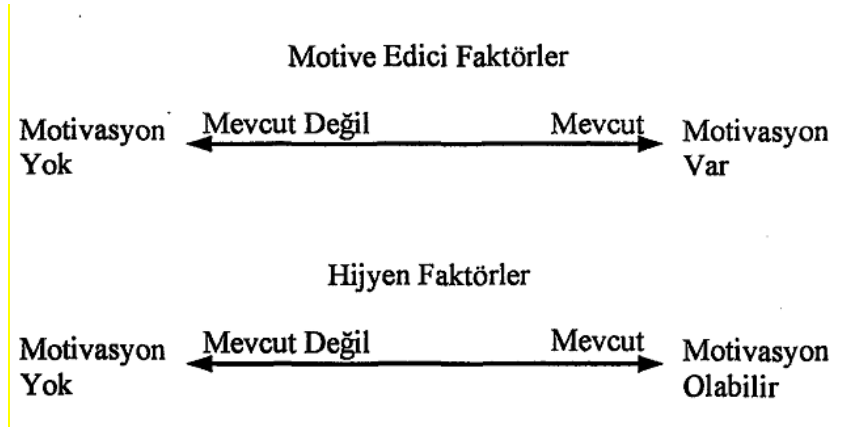 Motive Edici Faktörler
Mevcut Değil
Mevcut
Motivasyon
Yok
Motivasyon
Var
Hijyen Faktörler
Mevcut Değil
Mevcut
Motivasyon
Yok
Motivasyon
Olabilir